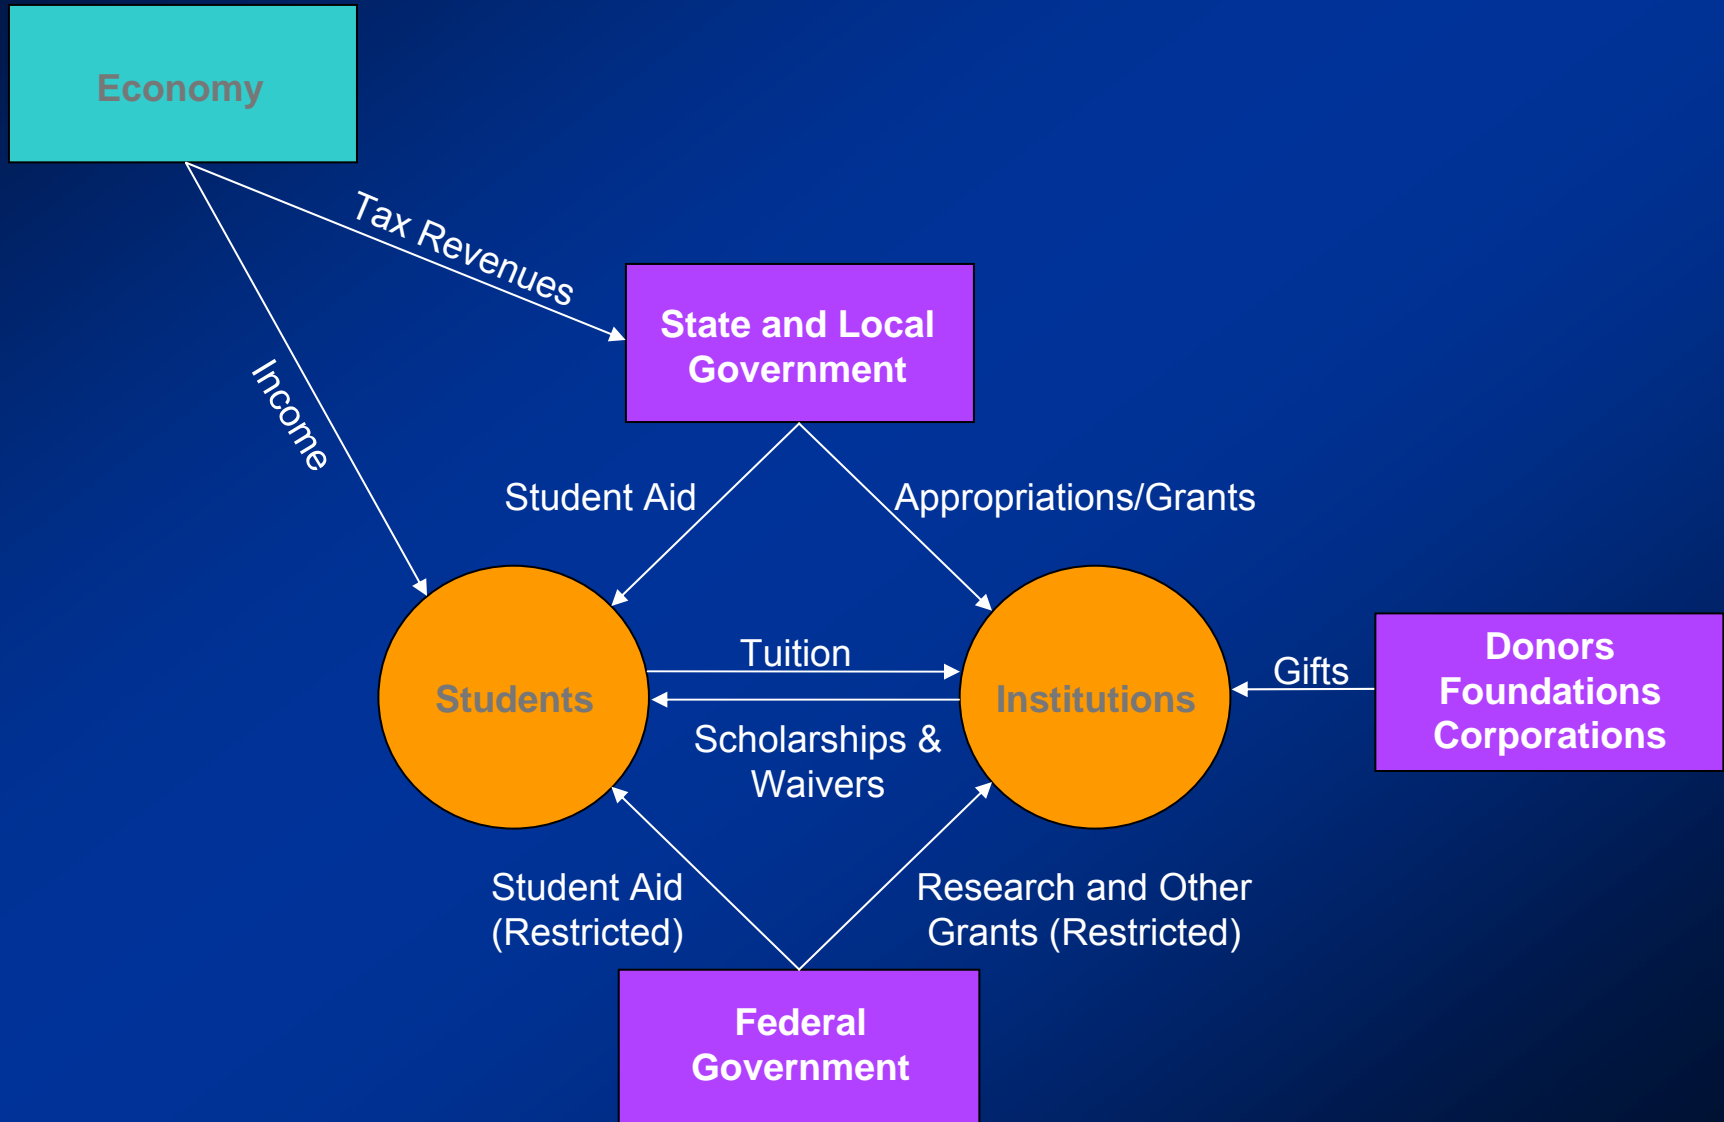 Economy
Tax Revenues
Income
State and Local
Government
Student Aid
Appropriations/Grants
Tuition
Students
Institutions
Gifts
Donors
Foundations
Corporations
Scholarships &
Waivers
Student Aid
(Restricted)
Research and Other
Grants (Restricted)
Federal
Government